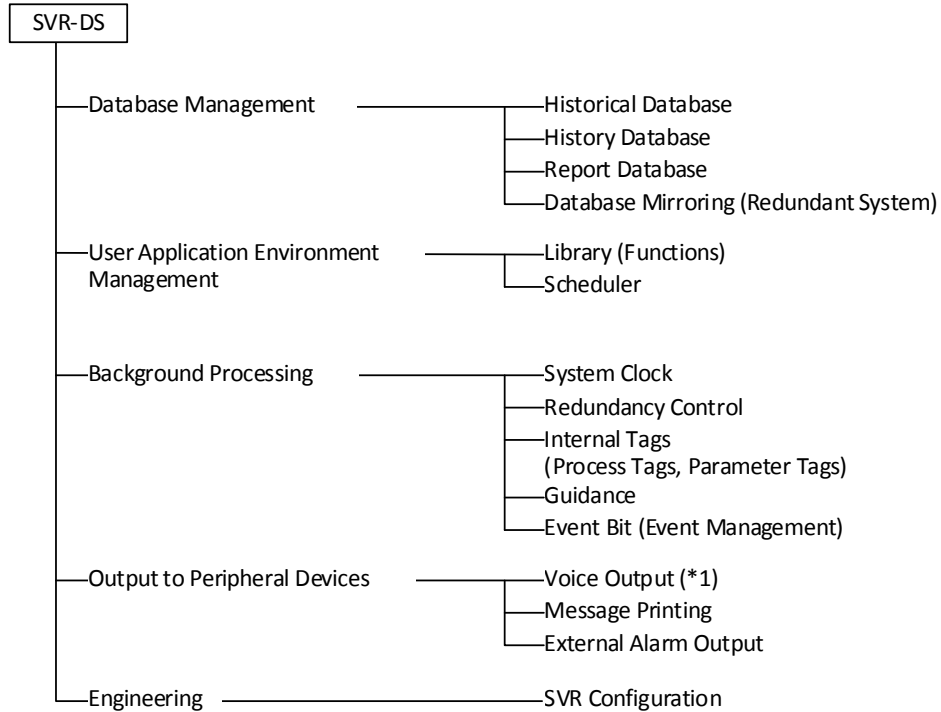 SVR-DS
Database Management
Historical Database
History Database
Report Database
Database Mirroring (Redundant System)
User Application Environment
Management
Library (Functions)
Scheduler
Background Processing
System Clock
Redundancy Control
Internal Tags
(Process Tags, Parameter Tags)
Guidance
Event Bit (Event Management)
Output to Peripheral Devices
Voice Output (*1)
Message Printing
External Alarm Output
Engineering
SVR Configuration